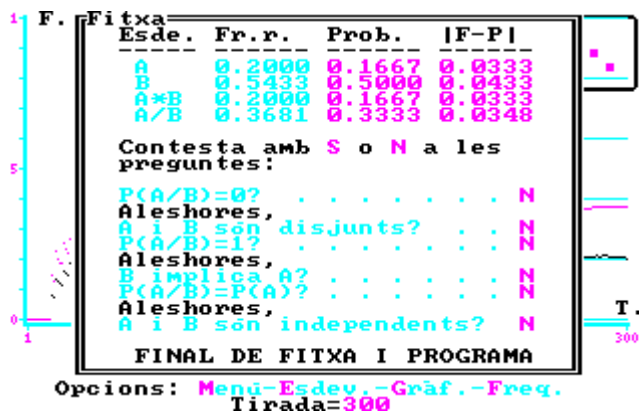 1 F. Fitxa
Esde. Fr.r. Prob. |F-P|
A 0.2000 0.1667 0.0333
B 0.5433 0.5000 0.0433
A*B 0.2000 0.1667 0.0333
A/B 0.3681 0.3333 0.0348
Contesta amb S o N a les
preguntes:
5
P(A/B)=0? . . . . . . . N
Aleshores,
A i B són disjunts? . . N
P(A/B)=1? . . . . . . . N
Aleshores,
B implica A? . . . . . N
P(A/B)=P(A)? . . . . . N
Aleshores,
A i B són independents? N
0 T.
1 300
FINAL DE FITXA I PROGRAMA
Opcions: Menú-Esdev.-Gràf.-Freq.
Tirada=300